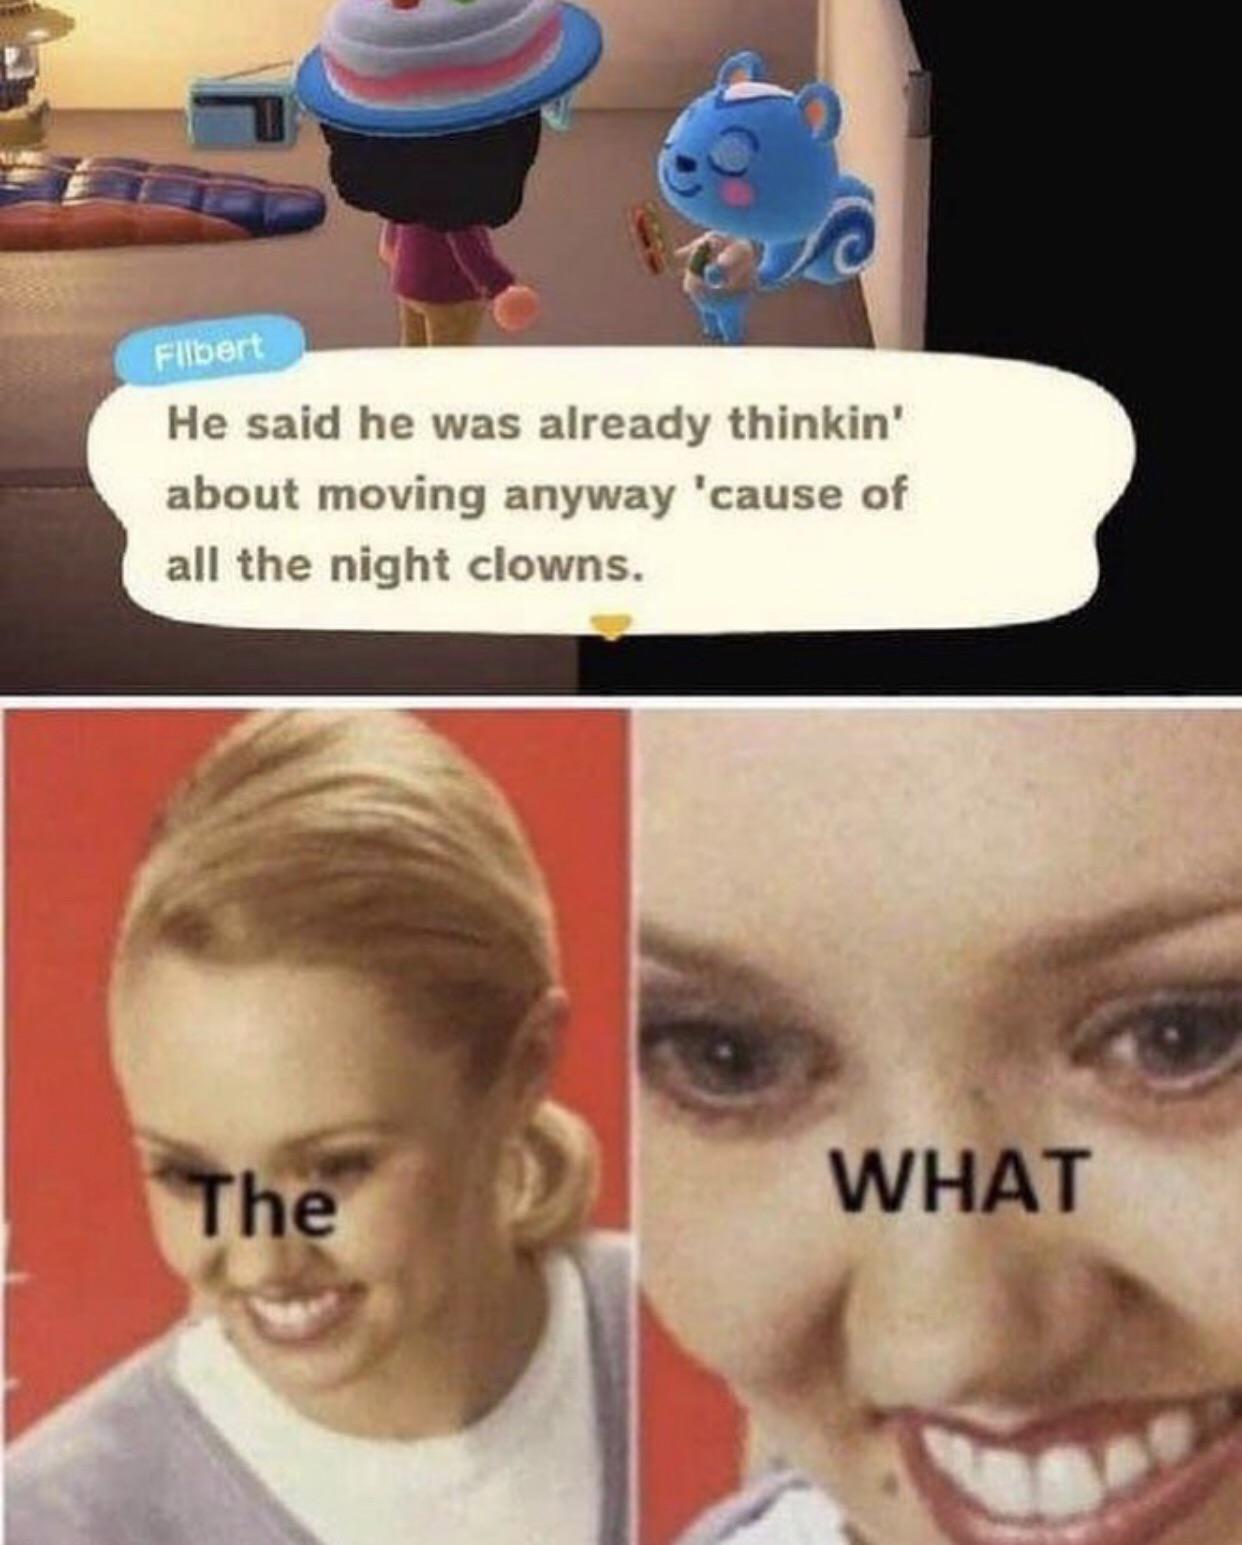 Filbert
He said he was already thinkin'
about moving anyway 'cause of
all the night clowns.
The
WHAT